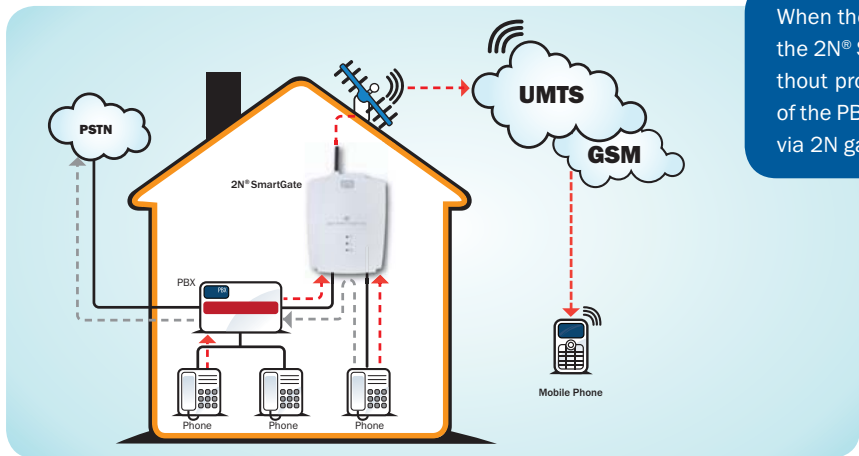 When the
the 2N® S
thout pro
of the PB
via 2N ga
UMTS
GSM
PSTN
2N® SmartGate
PBX
PBX
Phone
Phone
Phone
Mobile Phone